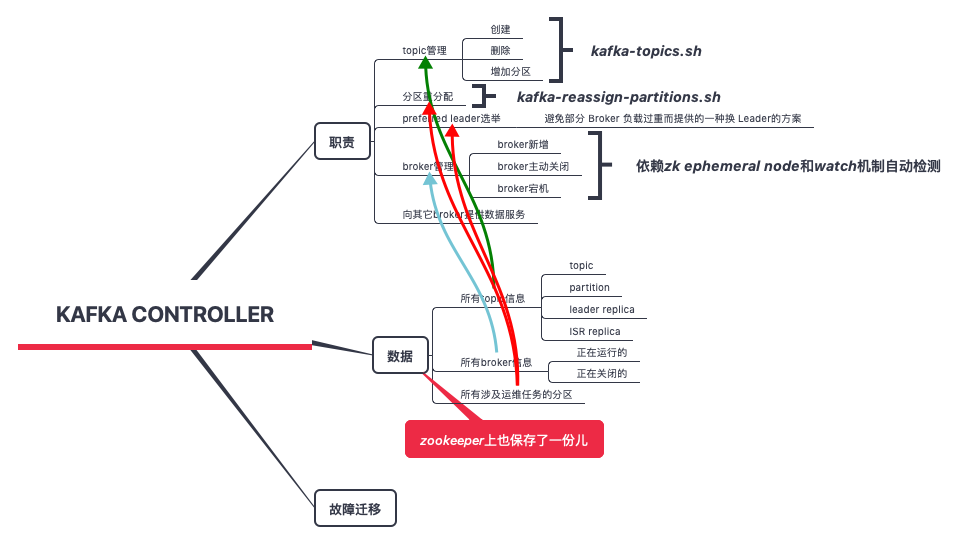 KAFKA CONTROLLER
职责
topic管理
创建
删除
增加分区
kafka-topics.sh
分区重分配
kafka-reassign-partitions.sh
preferred leader选举
避免部分 Broker 负载过重而提供的一种换 Leader的方案
broker管理
broker新增
broker主动关闭
broker宕机
依赖zk ephemeral node和watch机制自动检测
向其它broker提供数据服务
数据
所有topic信息
topic
partition
leader replica
ISR replica
所有broker信息
正在运行的
正在关闭的
所有涉及运维任务的分区
zookeeper上也保存了一份儿
故障迁移